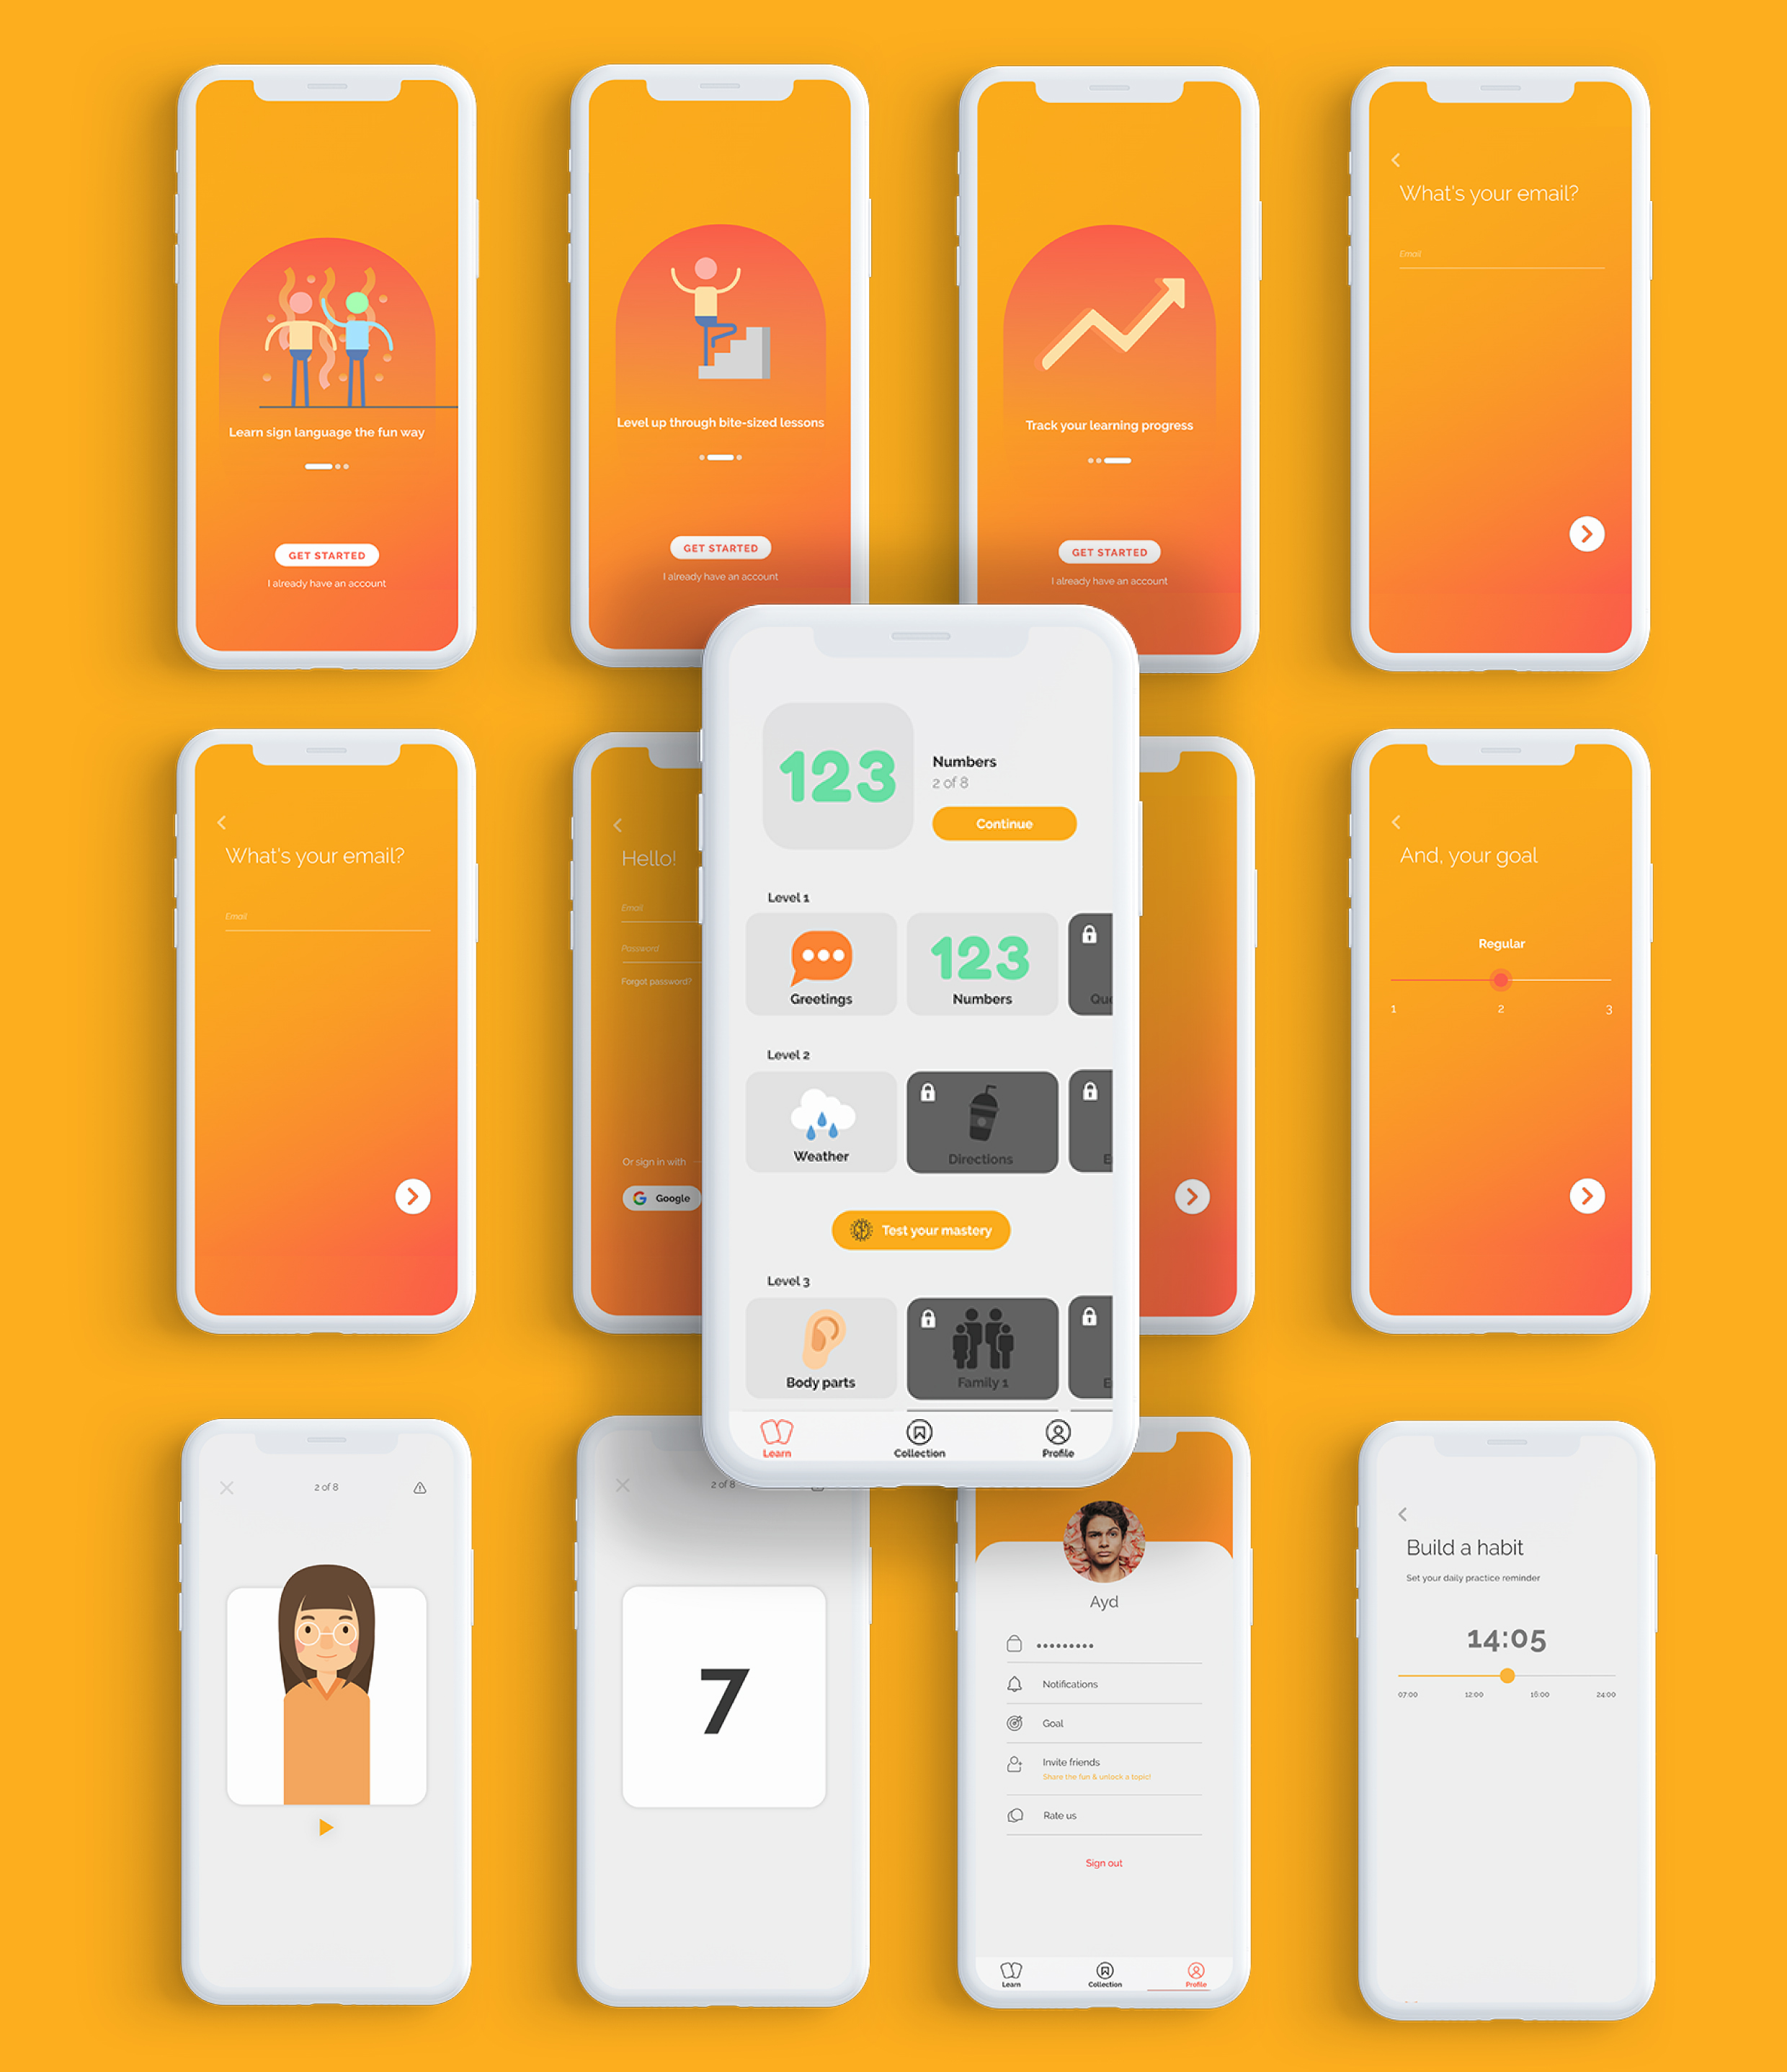 Learn sign language the fun way
GET STARTED
I already have an account
Level up through bite-sized lessons
GET STARTED
I already have an account
Track your learning progress
GET STARTED
I already have an account
What's your email?
Email
What's your email?
Email
Hello!
Email
Password
Forgot password?
Or sign in with
Google
123
Numbers
2 of 8
Continue
Level 1
123
Greetings
Numbers
Level 2
Weather
Directions
Test your mastery
Level 3
Body parts
Family 1
Learn
Collection
Profile
And, your goal
Regular
1 2 3
2 of 8
2 of 8
7
Ayd
Notifications
Goal
Invite friends
Share the fun & unlock a topic!
Rate us
Sign out
Learn
Collection
Profile
Build a habit
Set your daily practice reminder
14:05
07:00 12:00 16:00 24:00